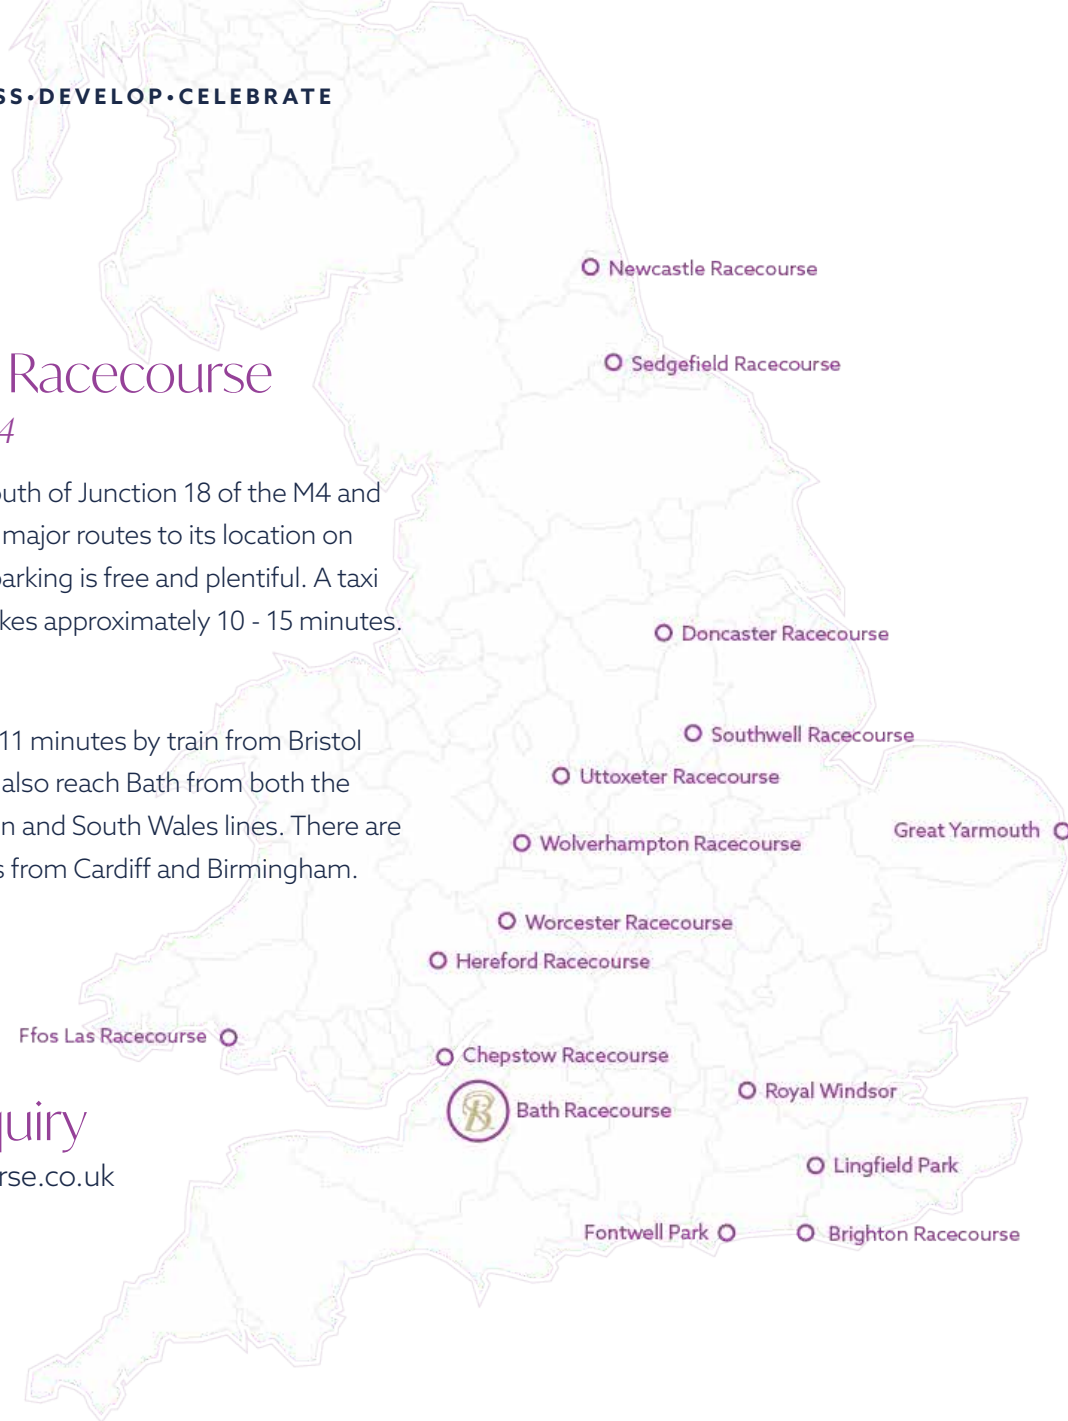 SS•DEVELOP•CELEBRATE
Newcastle Racecourse
Sedgefield Racecourse
Racecourse
4
outh of Junction 18 of the M4 and
major routes to its location on
parking is free and plentiful. A taxi
kes approximately 10 - 15 minutes.
Doncaster Racecourse
11 minutes by train from Bristol
also reach Bath from both the
n and South Wales lines. There are
s from Cardiff and Birmingham.
Southwell Racecourse
Uttoxeter Racecourse
Great Yarmouth
Wolverhampton Racecourse
Worcester Racecourse
Hereford Racecourse
Ffos Las Racecourse
Chepstow Racecourse
Royal Windsor
B Bath Racecourse
quiry
rse.co.uk
Lingfield Park
Fontwell Park
Brighton Racecourse